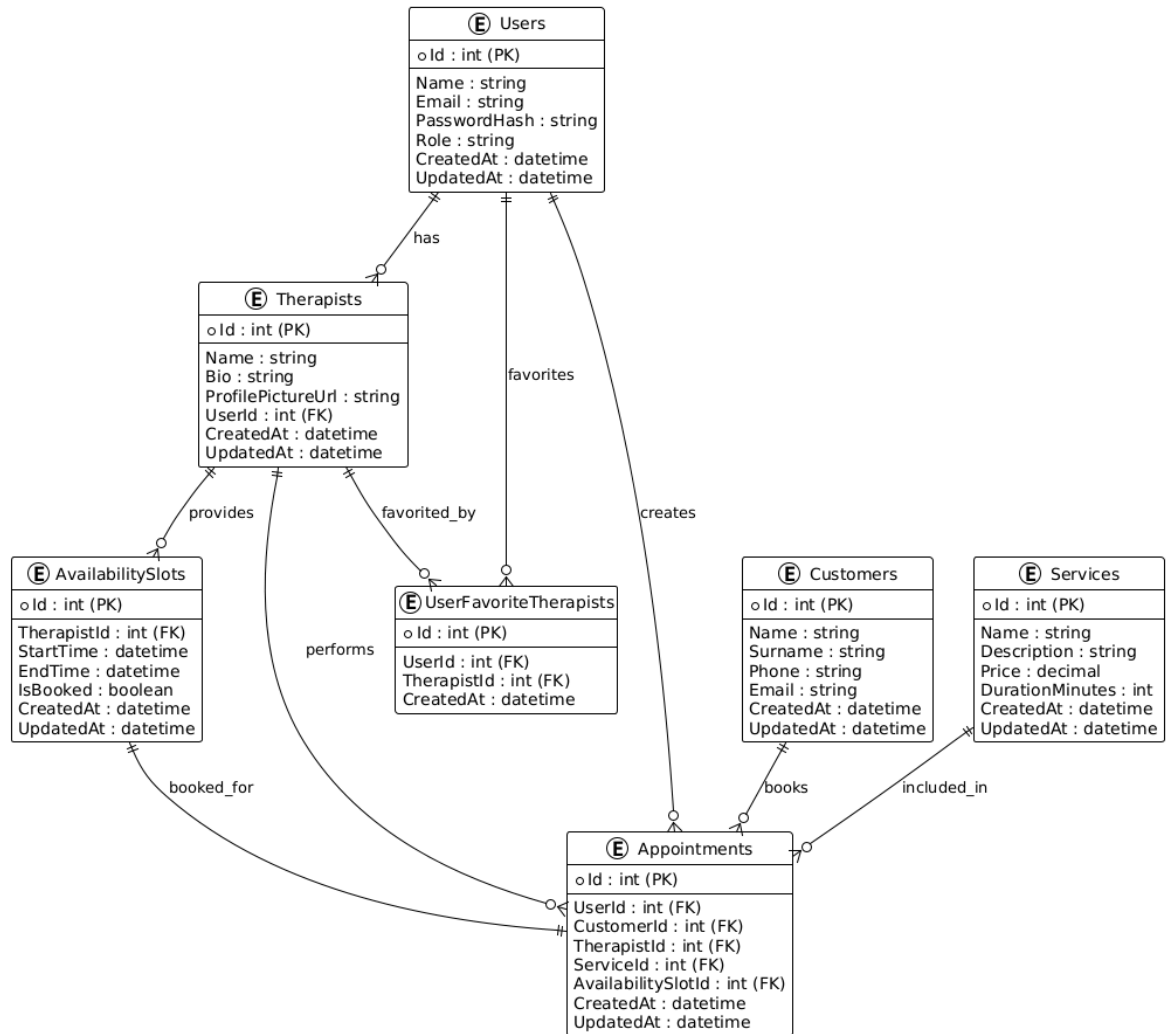 E Users
Id : int (PK)
Name : string
Email : string
PasswordHash : string
Role : string
CreatedAt : datetime
UpdatedAt : datetime
has
E Therapists
Id : int (PK)
Name : string
Bio : string
ProfilePictureUrl : string
UserId : int (FK)
CreatedAt : datetime
UpdatedAt : datetime
favorites
creates
provides
favorited_by
performs
E AvailabilitySlots
Id : int (PK)
TherapistId : int (FK)
StartTime : datetime
EndTime : datetime
IsBooked : boolean
CreatedAt : datetime
UpdatedAt : datetime
E UserFavoriteTherapists
Id : int (PK)
UserId : int (FK)
TherapistId : int (FK)
CreatedAt : datetime
E Customers
Id : int (PK)
Name : string
Surname : string
Phone : string
Email : string
CreatedAt : datetime
UpdatedAt : datetime
E Services
Id : int (PK)
Name : string
Description : string
Price : decimal
DurationMinutes : int
CreatedAt : datetime
UpdatedAt : datetime
booked_for
books
included_in
E Appointments
Id : int (PK)
UserId : int (FK)
CustomerId : int (FK)
TherapistId : int (FK)
ServiceId : int (FK)
AvailabilitySlotId : int (FK)
CreatedAt : datetime
UpdatedAt : datetime